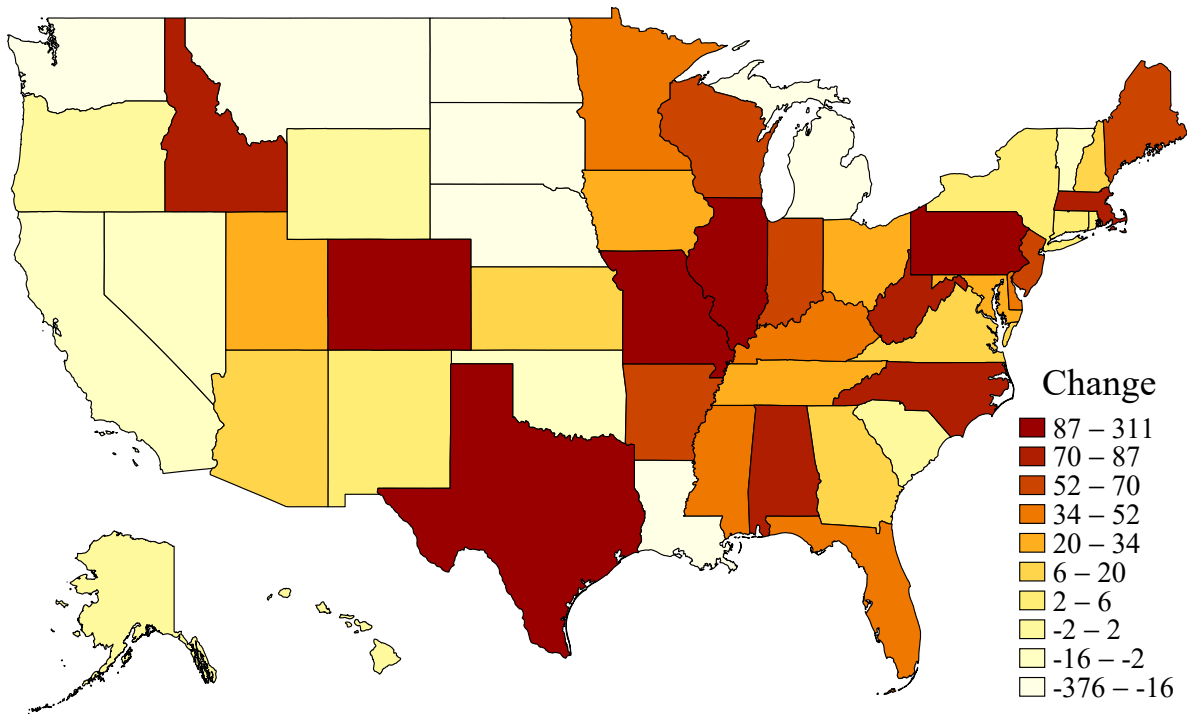 Change
87 – 311
70 – 87
52 – 70
34 – 52
20 – 34
6 – 20
2 – 6
-2 – 2
-16 – -2
-376 – -16